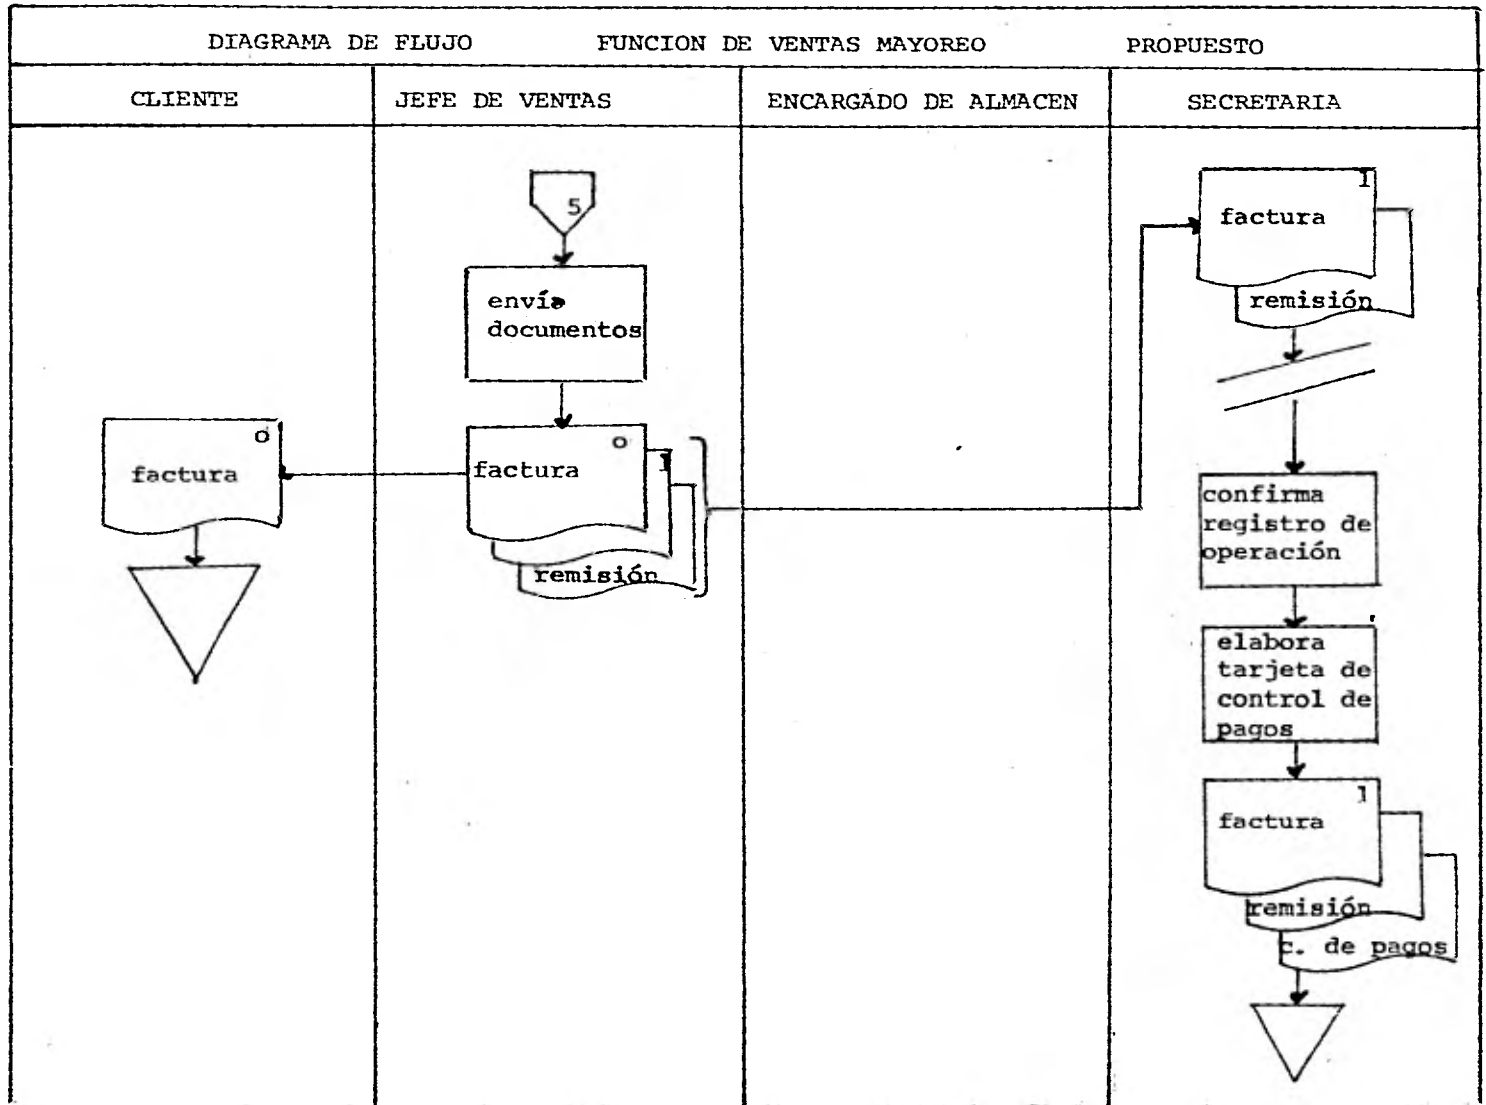 DIAGRAMA DE FLUJO FUNCION DE VENTAS MAYOREO PROPUESTO
CLIENTE JEFE DE VENTAS ENCARGADO DE ALMACEN SECRETARIA
5
envía
documentos
o
factura
1
remisión
o
factura
1
factura
remisión
confirma
registro de
operación
elabora
tarjeta de
control de
pagos
1
factura
remisión
c. de pagos